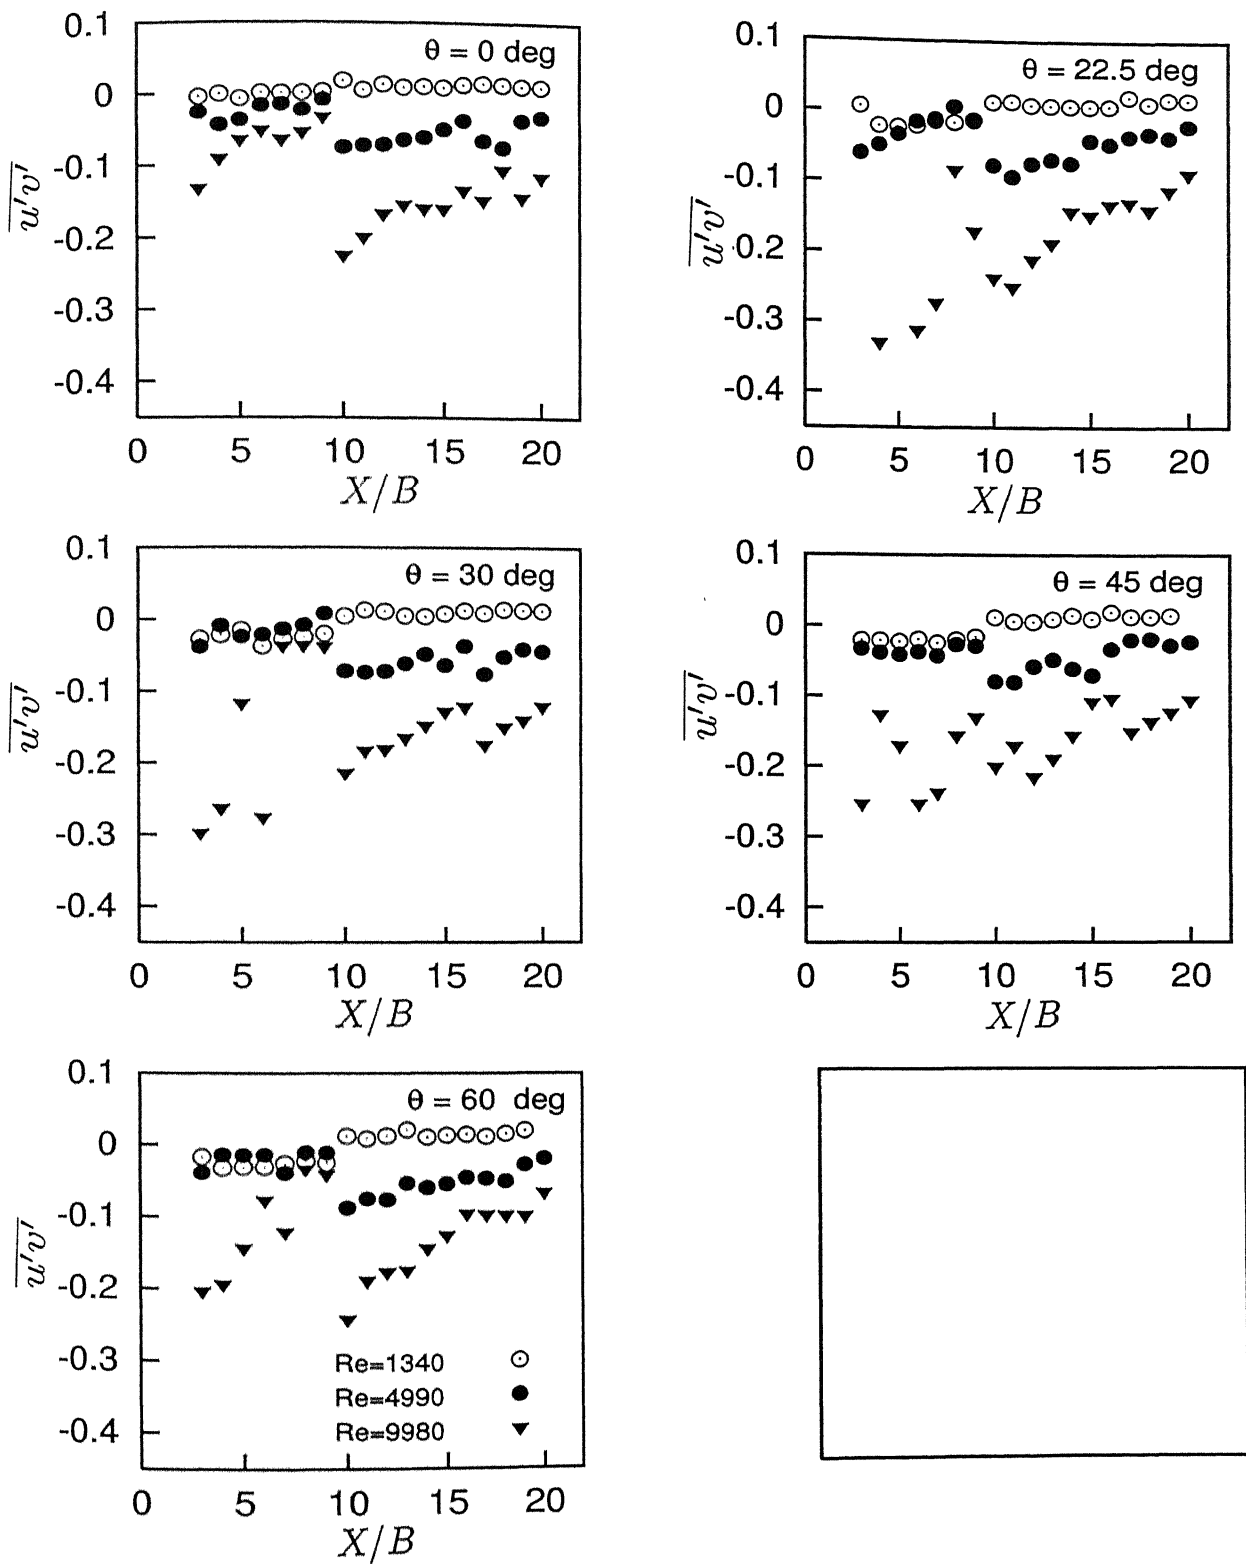 0.1
θ = 0 deg
0
-0.1
u'v'
-0.2
-0.3
-0.4
0 5 10 15 20
X/B
0.1
θ = 22.5 deg
0
-0.1
u'v'
-0.2
-0.3
-0.4
0 5 10 15 20
X/B
0.1
θ = 30 deg
0
-0.1
u'v'
-0.2
-0.3
-0.4
0 5 10 15 20
X/B
0.1
θ = 45 deg
0
-0.1
u'v'
-0.2
-0.3
-0.4
0 5 10 15 20
X/B
0.1
θ = 60 deg
0
-0.1
u'v'
-0.2
-0.3
Re=1340
Re=4990
-0.4
Re=9980
0 5 10 15 20
X/B